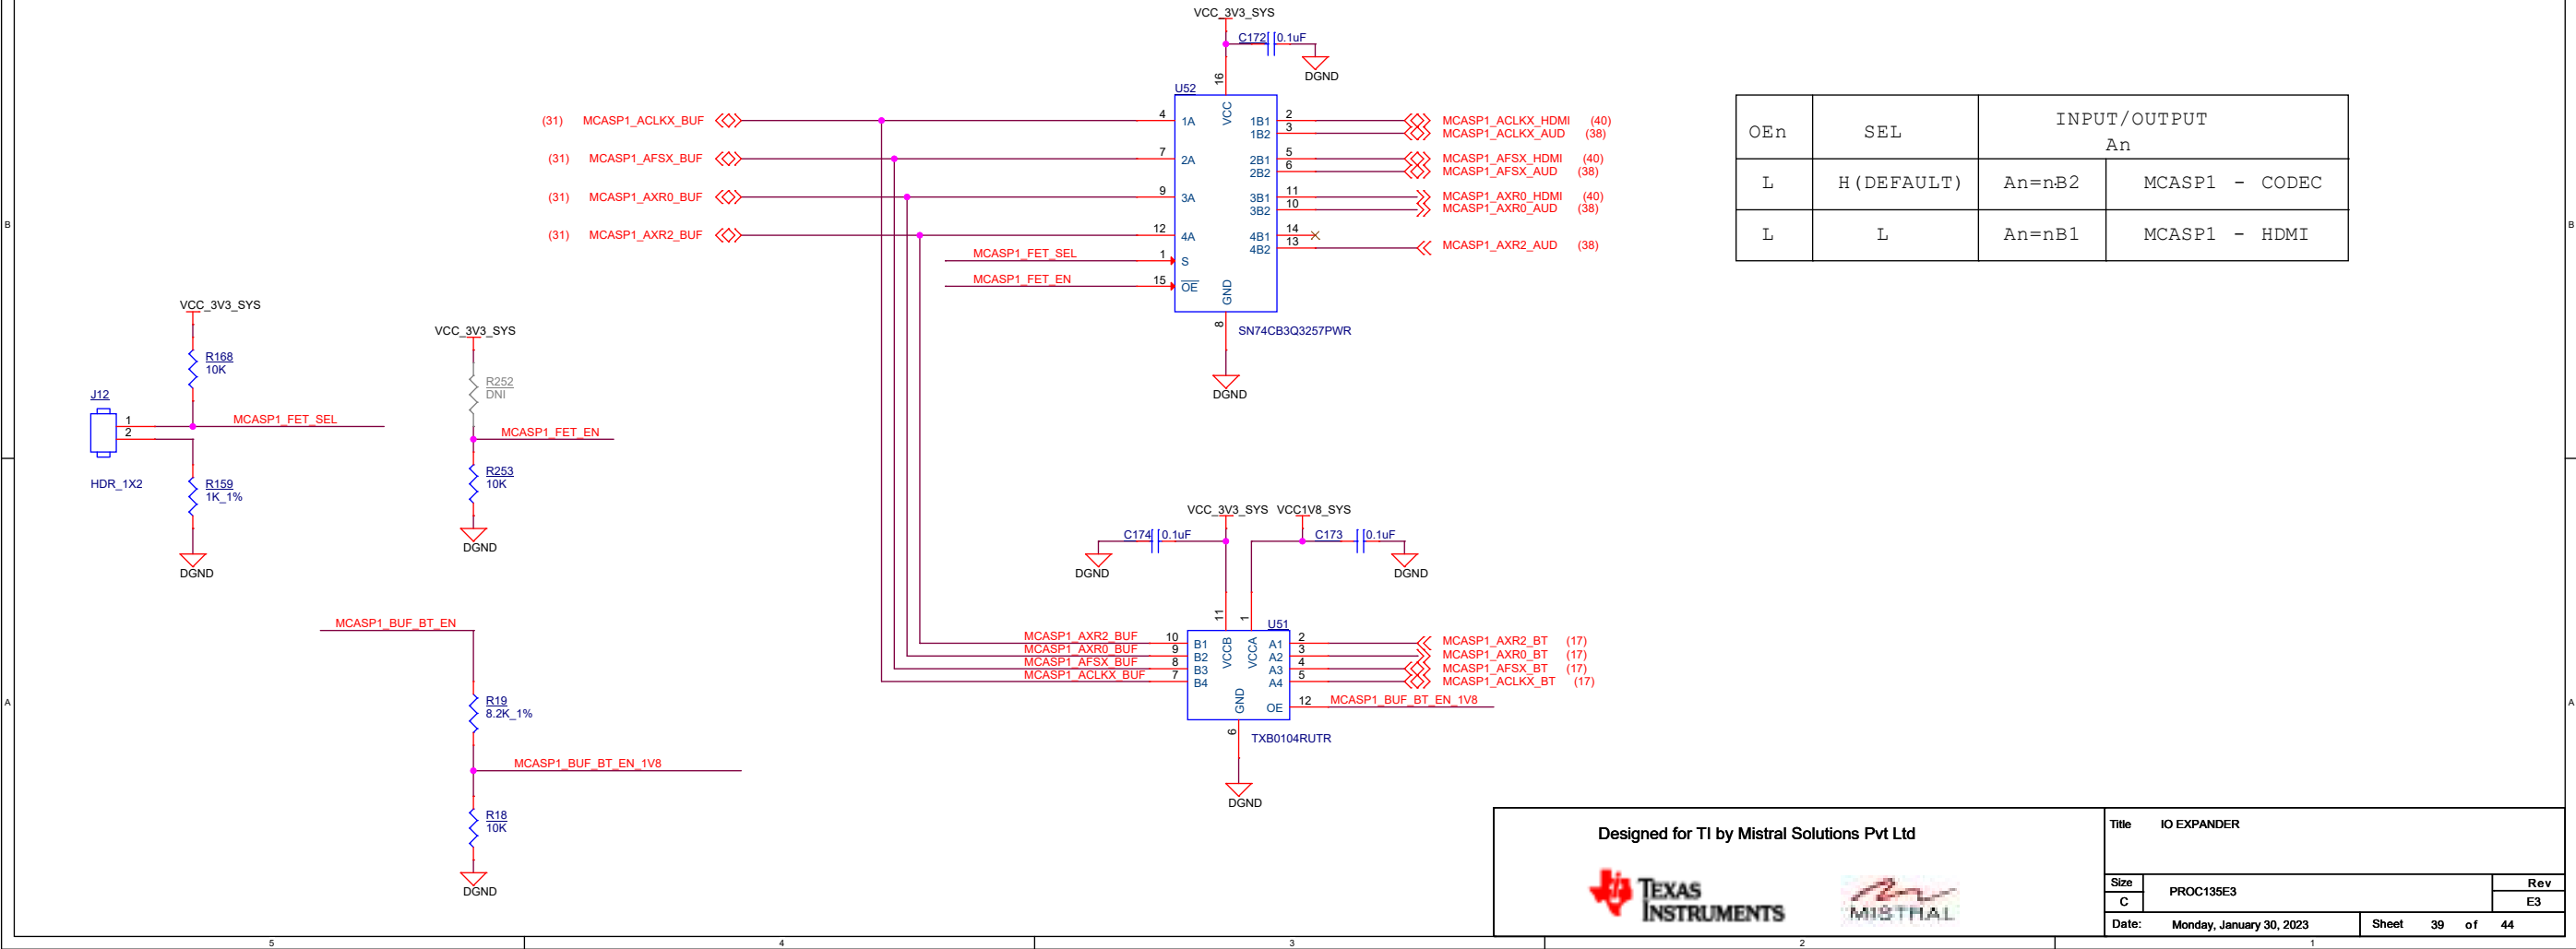 VCC_3V3_SYS
C172 0.1uF
DGND
16
U52
VCC
(31) MCASP1_ACLKX_BUF 4 1A 1B1 2 MCASP1_ACLKX_HDMI (40)
1B2 3 MCASP1_ACLKX_AUD (38)
(31) MCASP1_AFSX_BUF 7 2A 2B1 5 MCASP1_AFSX_HDMI (40)
2B2 6 MCASP1_AFSX_AUD (38)
(31) MCASP1_AXR0_BUF 9 3A 3B1 11 MCASP1_AXR0_HDMI (40)
3B2 10 MCASP1_AXR0_AUD (38)
(31) MCASP1_AXR2_BUF 12 4A 4B1 14
4B2 13 MCASP1_AXR2_AUD (38)
MCASP1_FET_SEL 1 S
MCASP1_FET_EN 15 OE
GND
8
SN74CB3Q3257PWR
DGND
OEn SEL INPUT/OUTPUT
An
L H(DEFAULT) An=nB2 MCASP1 - CODEC
L L An=nB1 MCASP1 - HDMI
VCC_3V3_SYS
R168
10K
J12
1
2
MCASP1_FET_SEL
HDR_1X2
R159
1K_1%
DGND
VCC_3V3_SYS
R252
DNI
MCASP1_FET_EN
R253
10K
DGND
MCASP1_BUF_BT_EN
R19
8.2K_1%
MCASP1_BUF_BT_EN_1V8
R18
10K
DGND
VCC_3V3_SYS VCC1V8_SYS
C174 0.1uF C173 0.1uF
DGND DGND
11 1
U51
VCCB VCCA
MCASP1_AXR2_BUF 10 B1 A1 2 MCASP1_AXR2_BT (17)
MCASP1_AXR0_BUF 9 B2 A2 3 MCASP1_AXR0_BT (17)
MCASP1_AFSX_BUF 8 B3 A3 4 MCASP1_AFSX_BT (17)
MCASP1_ACLKX_BUF 7 B4 A4 5 MCASP1_ACLKX_BT (17)
GND OE 12 MCASP1_BUF_BT_EN_1V8
6
TXB0104RUTR
DGND
B B
A A
Designed for TI by Mistral Solutions Pvt Ltd
TEXAS
INSTRUMENTS
MISTRAL
Title IO EXPANDER
Size PROC135E3 Rev
C E3
Date: Monday, January 30, 2023 Sheet 39 of 44
5 4 3 2 1